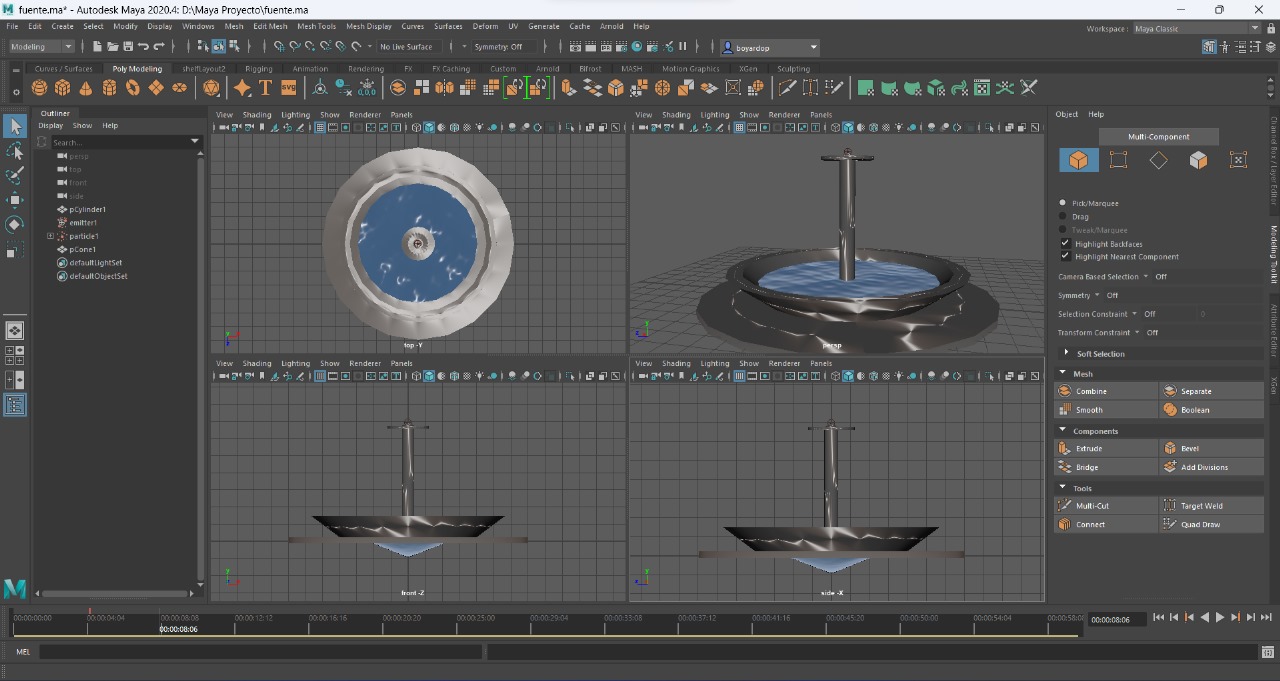 fuente.ma* - Autodesk Maya 2020.4: D:\Maya Proyecto\fuente.ma
File Edit Create Select Modify Display Windows Mesh Edit Mesh Mesh Tools Mesh Display Curves Surfaces Deform UV Generate Cache Arnold Help
Workspace: Maya Classic
Modeling No Live Surface Symmetry: Off boyardop
Curves / Surfaces Poly Modeling shelfLayout2 Rigging Animation Rendering FX FX Caching Custom Arnold Bifrost MASH Motion Graphics XGen Sculpting
SVG
Outliner
Display Show Help
Search...
persp
top
front
side
pCylinder1
emitter1
particle1
pCone1
defaultLightSet
defaultObjectSet
View Shading Lighting Show Renderer Panels
top -Y
View Shading Lighting Show Renderer Panels
persp
View Shading Lighting Show Renderer Panels
front -Z
View Shading Lighting Show Renderer Panels
side -X
Object Help
Multi-Component
Pick/Marquee
Drag
Tweak/Marquee
Highlight Backfaces
Highlight Nearest Component
Camera Based Selection Off
Symmetry Off
Selection Constraint Off 0
Transform Constraint Off
Soft Selection
Mesh
Combine Separate
Smooth Boolean
Components
Extrude Bevel
Bridge Add Divisions
Tools
Multi-Cut Target Weld
Connect Quad Draw
Channel Box / Layer Editor
Modeling Toolkit
Attribute Editor
XGen
00:00:00:00 00:00:04:04 00:00:08:08 00:00:12:12 00:00:16:16 00:00:20:20 00:00:25:00 00:00:29:04 00:00:33:08 00:00:37:12 00:00:41:16 00:00:45:20 00:00:50:00 00:00:54:04 00:00:58:0
00:00:08:06
00:00:08:06
MEL